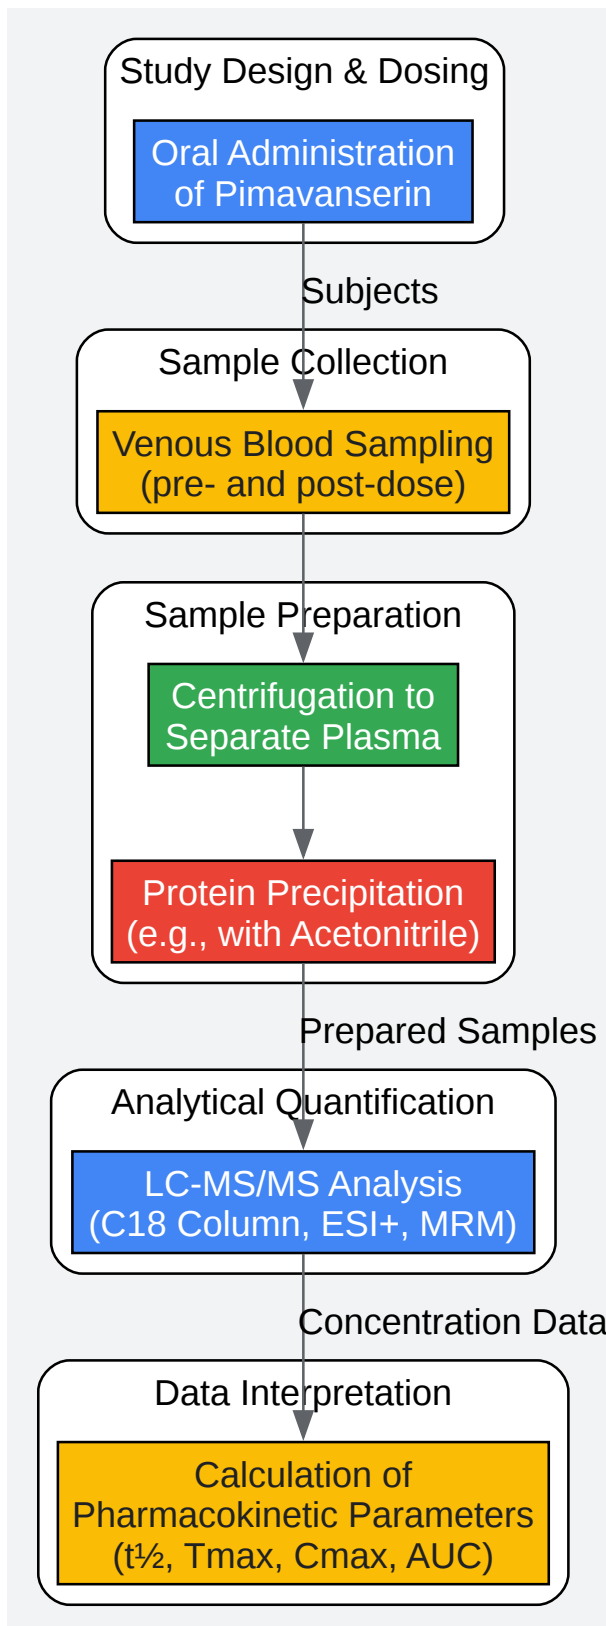 Study Design & Dosing
Oral Administration
of Pimavanserin
Subjects
Sample Collection
Venous Blood Sampling
(pre- and post-dose)
Sample Preparation
Centrifugation to
Separate Plasma
Protein Precipitation
(e.g., with Acetonitrile)
Prepared Samples
Analytical Quantification
LC-MS/MS Analysis
(C18 Column, ESI+, MRM)
Concentration Data
Data Interpretation
Calculation of
Pharmacokinetic Parameters
(t½, Tmax, Cmax, AUC)